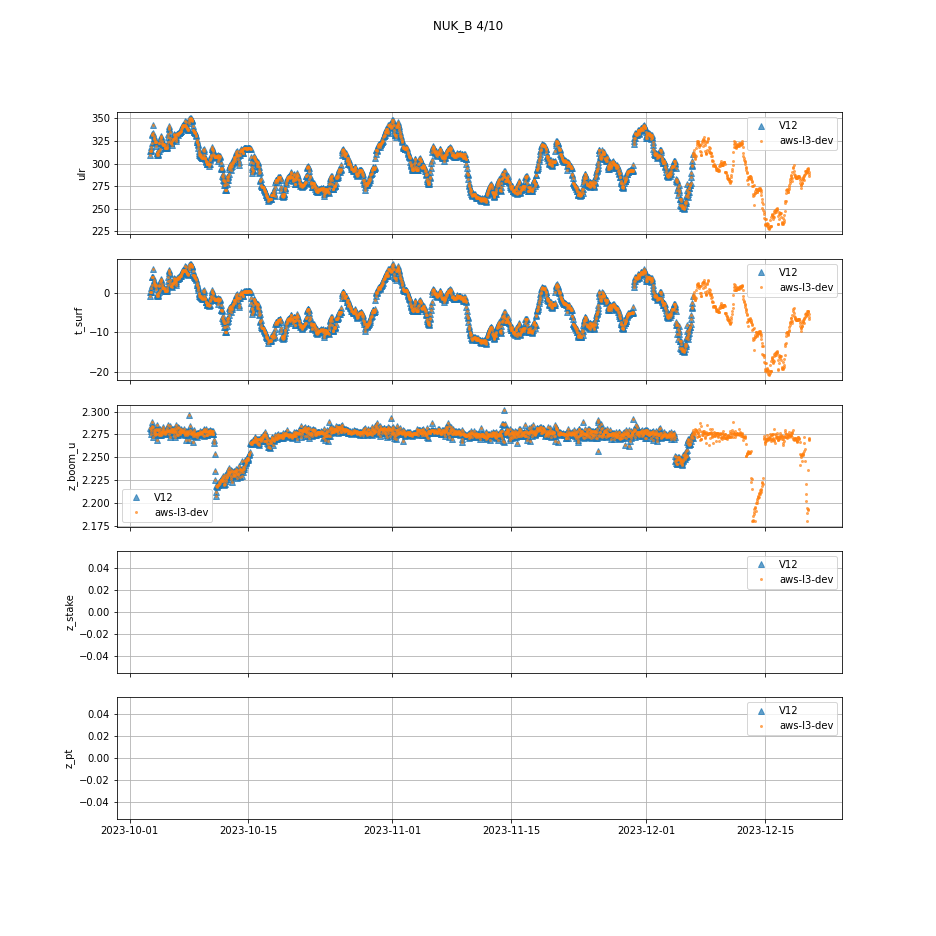 NUK_B 4/10
350
325
300
275
250
225
ulr
V12
aws-l3-dev
0
−10
−20
t_surf
V12
aws-l3-dev
2.300
2.275
2.250
2.225
2.200
2.175
z_boom_u
V12
aws-l3-dev
0.04
0.02
0.00
−0.02
−0.04
z_stake
V12
aws-l3-dev
0.04
0.02
0.00
−0.02
−0.04
z_pt
V12
aws-l3-dev
2023-10-01 2023-10-15 2023-11-01 2023-11-15 2023-12-01 2023-12-15